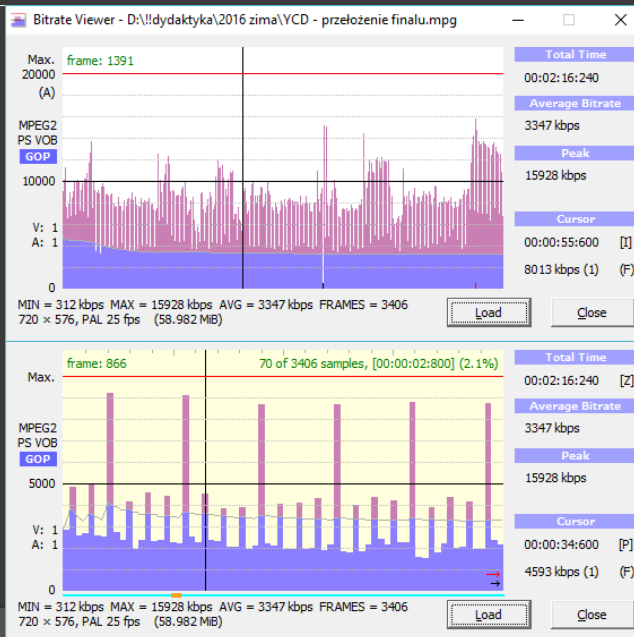 Bitrate Viewer - D:\!!dydaktyka\2016 zima\YCD - przełożenie finalu.mpg
Max.
20000
(A)
frame: 1391
MPEG2
PS VOB
GOP
10000
V: 1
A: 1
0
MIN = 312 kbps MAX = 15928 kbps AVG = 3347 kbps FRAMES = 3406
720 × 576, PAL 25 fps (58.982 MiB)
Total Time
00:02:16:240
Average Bitrate
3347 kbps
Peak
15928 kbps
Cursor
00:00:55:600 [I]
8013 kbps (1) (F)
Load
Close
Max.
frame: 866
70 of 3406 samples, [00:00:02:800] (2.1%)
MPEG2
PS VOB
GOP
5000
V: 1
A: 1
0
MIN = 312 kbps MAX = 15928 kbps AVG = 3347 kbps FRAMES = 3406
720 × 576, PAL 25 fps (58.982 MiB)
Total Time
00:02:16:240 [Z]
Average Bitrate
3347 kbps
Peak
15928 kbps
Cursor
00:00:34:600 [P]
4593 kbps (1) (F)
Load
Close